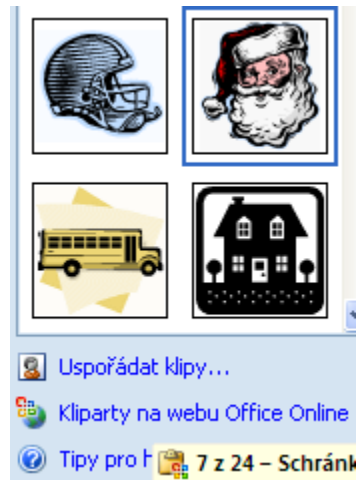 Uspořádat klipy...
Kliparty na webu Office Online
Tipy pro
7 z 24 – Schránk